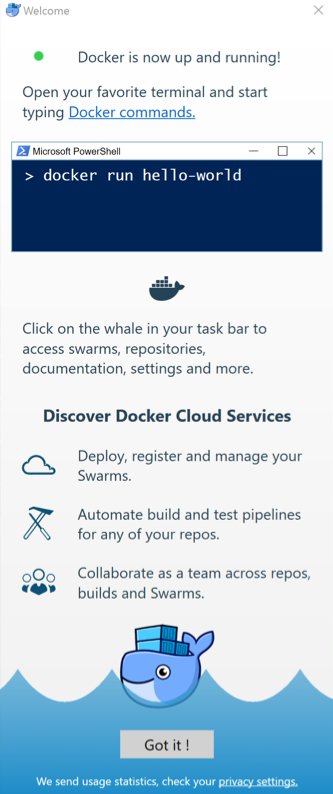 Welcome
Docker is now up and running!
Open your favorite terminal and start
typing Docker commands.
Microsoft PowerShell
> docker run hello-world
Click on the whale in your task bar to
access swarms, repositories,
documentation, settings and more.
Discover Docker Cloud Services
Deploy, register and manage your
Swarms.
Automate build and test pipelines
for any of your repos.
Collaborate as a team across repos,
builds and Swarms.
Got it !
We send usage statistics, check your privacy settings.